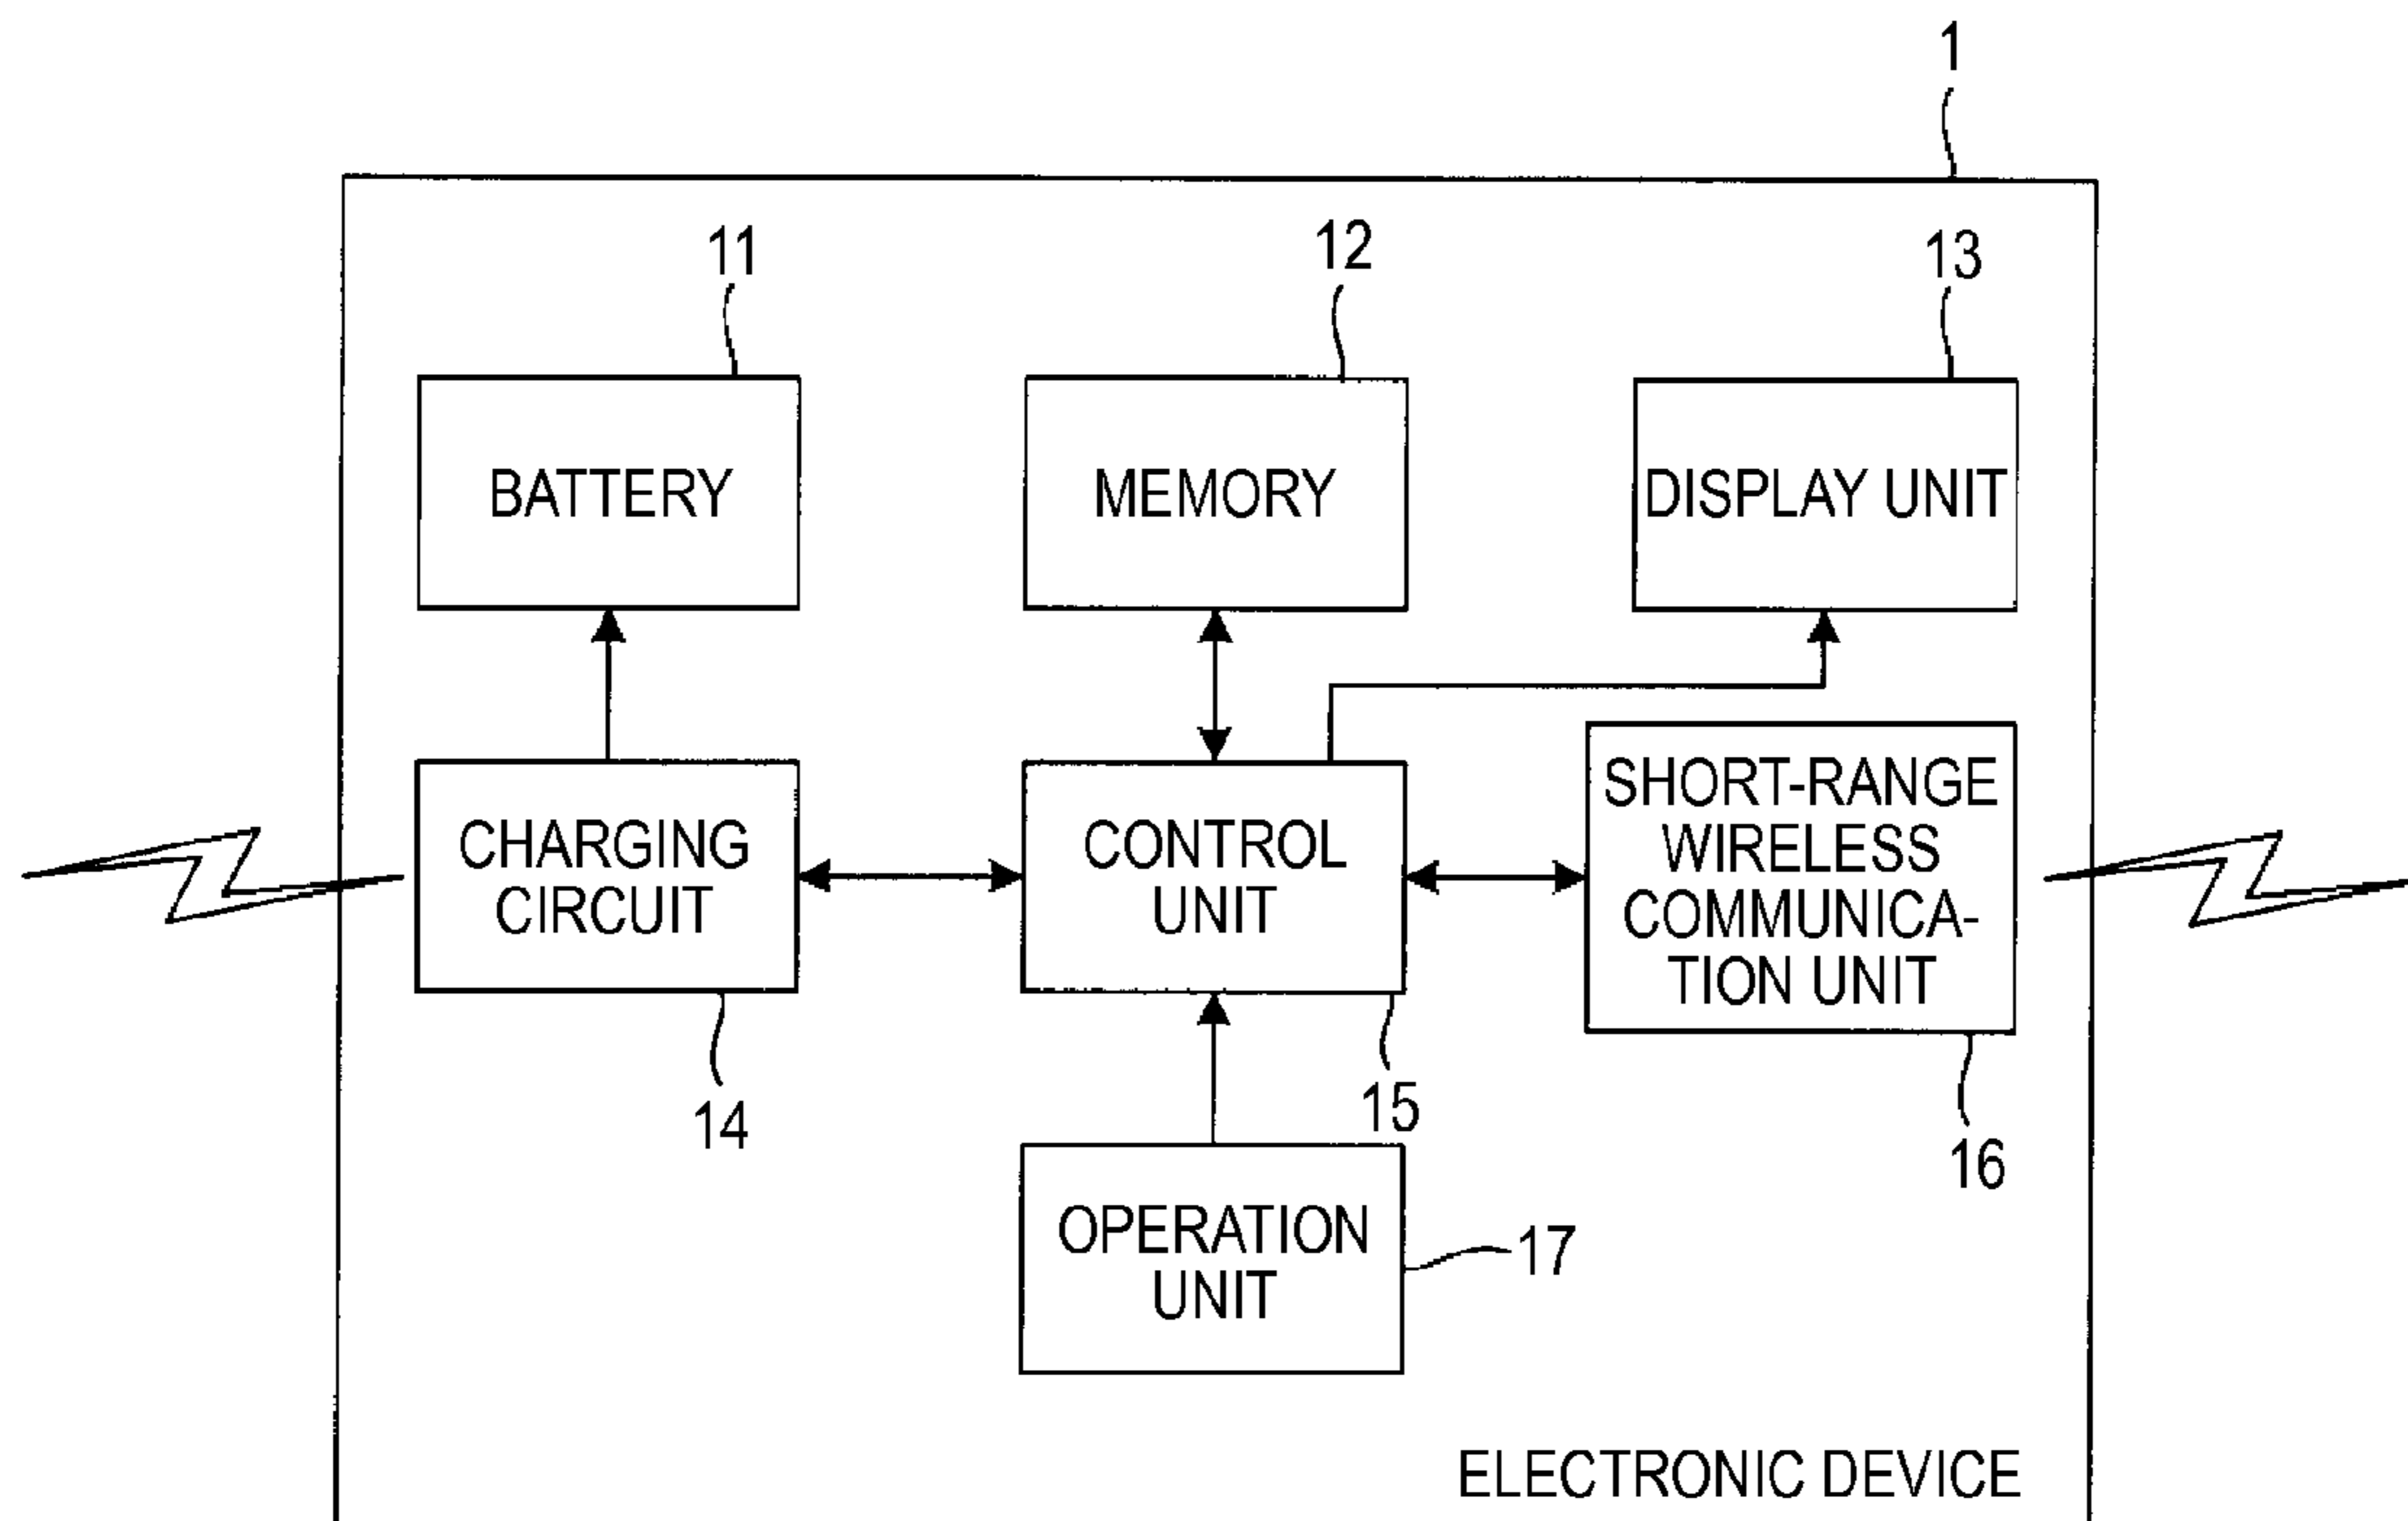 1
11
12
13
BATTERY
MEMORY
DISPLAY UNIT
CHARGING
CIRCUIT
CONTROL
UNIT
SHORT-RANGE
WIRELESS
COMMUNICA-
TION UNIT
14
15
16
OPERATION
UNIT
17
ELECTRONIC DEVICE